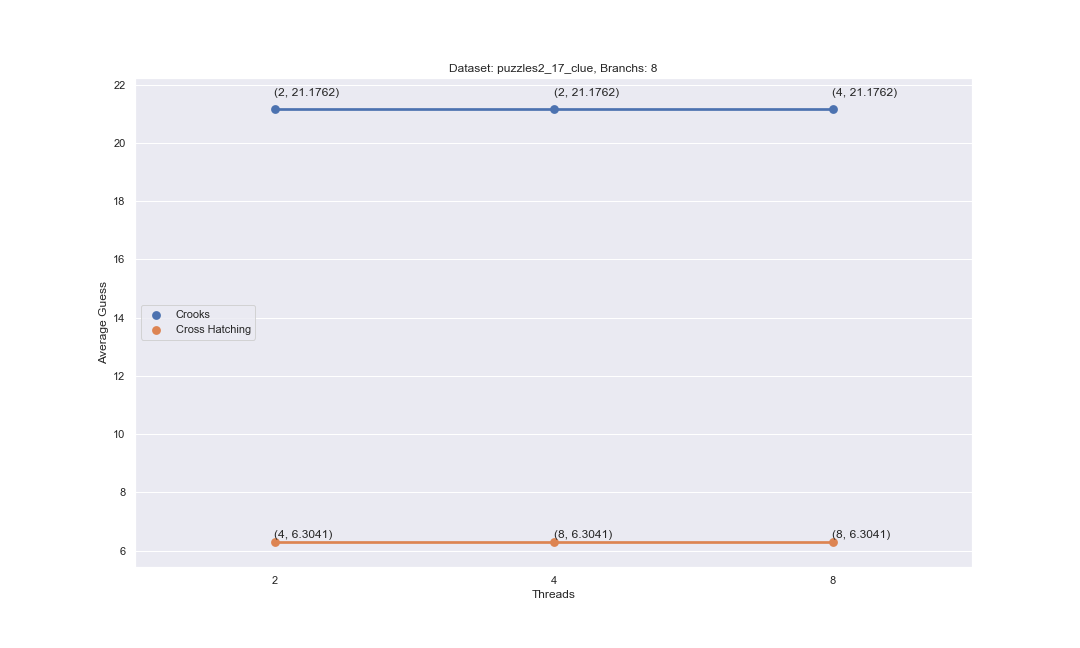 Dataset: puzzles2_17_clue, Branchs: 8
22
(2, 21.1762) (2, 21.1762) (4, 21.1762)
20
18
16
14
12
10
8
6
Average Guess
Crooks
Cross Hatching
(4, 6.3041) (8, 6.3041) (8, 6.3041)
2 4 8
Threads